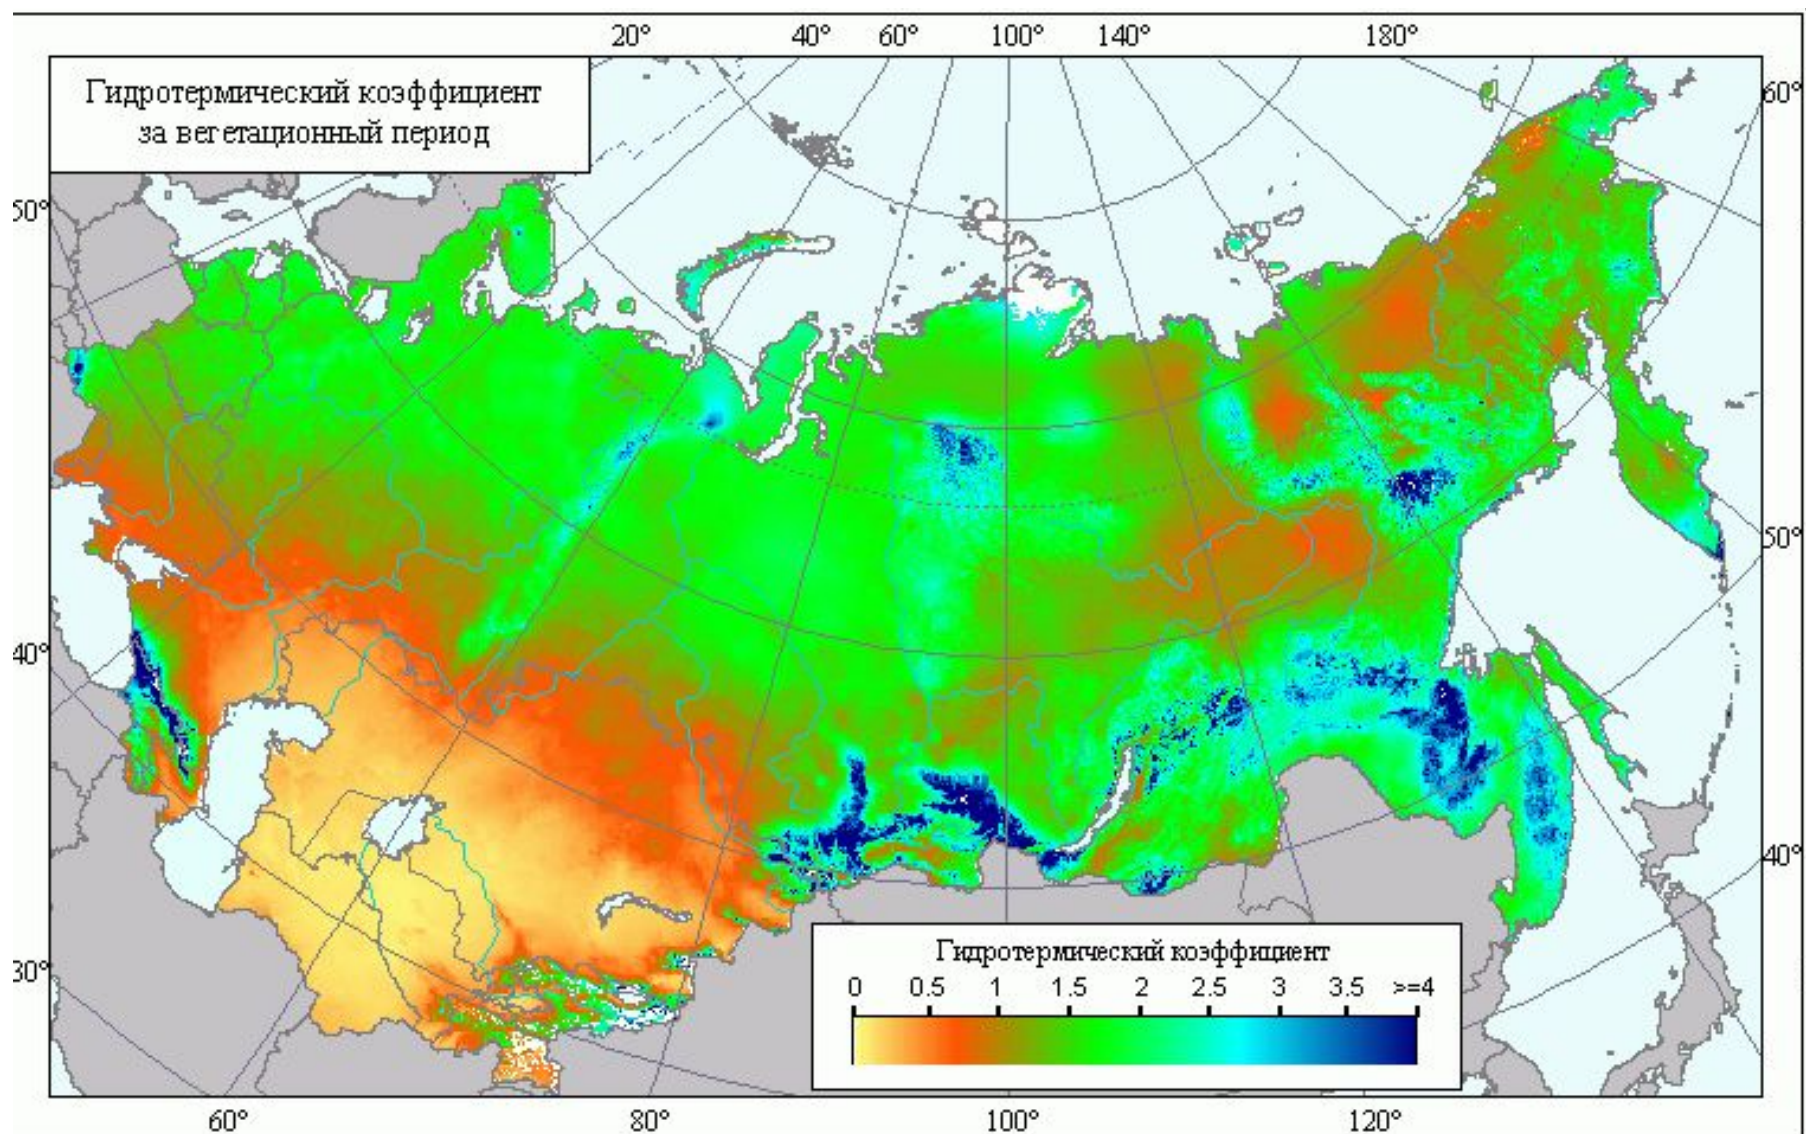 20° 40° 60° 100° 140° 180°
Гидротермический коэффициент
за вегетационный период
60°
50°
50°
40°
40°
30°
Гидротермический коэффициент
0 0.5 1 1.5 2 2.5 3 3.5 >=4
60° 80° 100° 120°